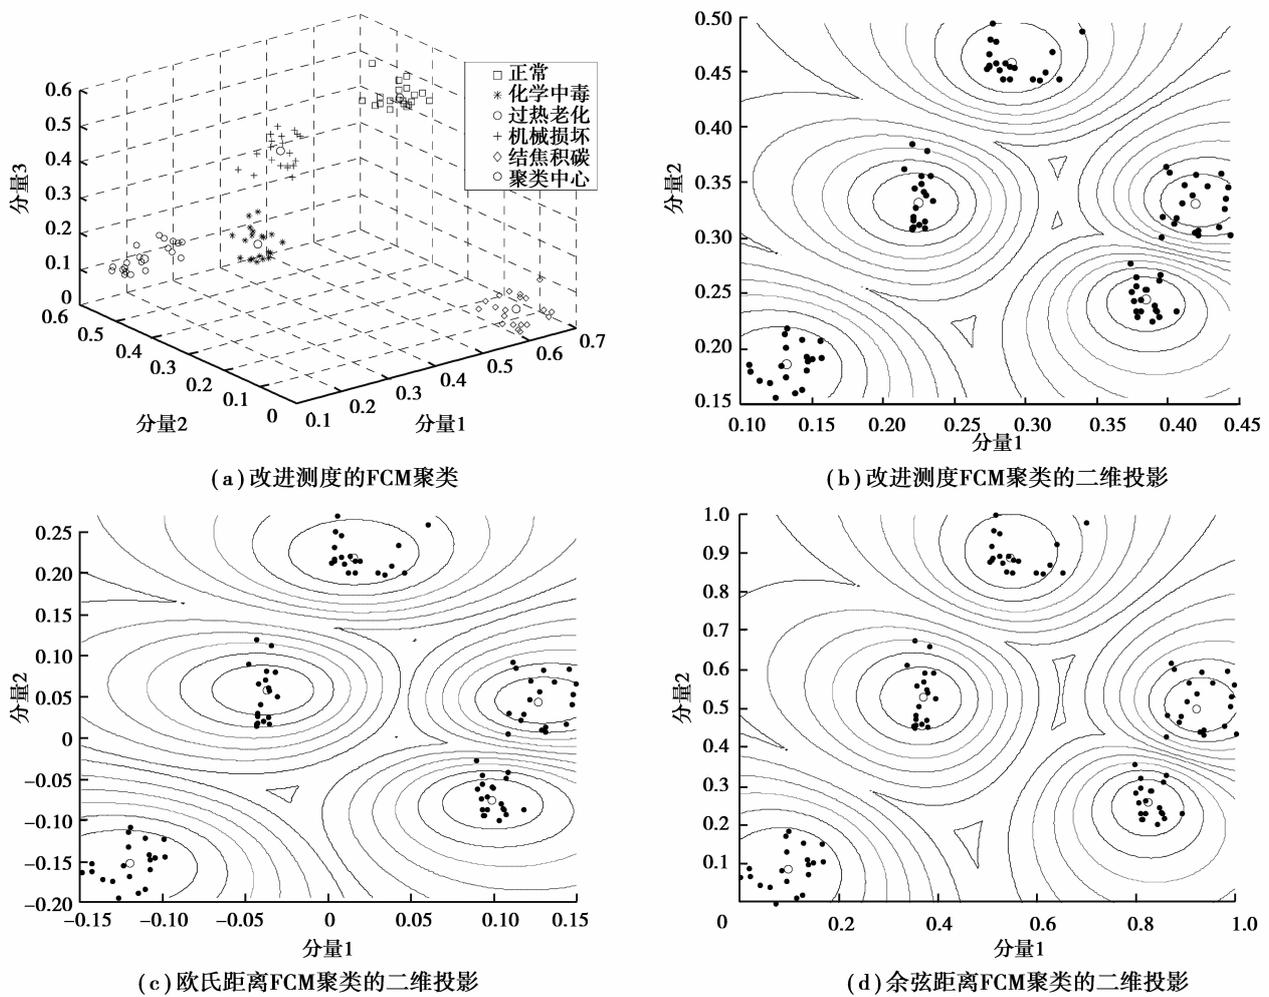 0.6
0.5
0.4
0.3
0.2
0.1
0
分量3
0.6
0.5
0.4
0.3
0.2
0.1
0
分量2
0.1
0.2
0.3
0.4
0.5
0.6
0.7
分量1
正常
化学中毒
过热老化
机械损坏
结焦积碳
聚类中心
(a)改进测度的FCM聚类
0.50
0.45
0.40
0.35
0.30
0.25
0.20
0.15
分量2
0.10 0.15 0.20 0.25 0.30 0.35 0.40 0.45
分量1
(b)改进测度FCM聚类的二维投影
0.25
0.20
0.15
0.10
0.05
0
−0.05
−0.10
−0.15
−0.20
分量2
−0.15 −0.10 −0.05 0 0.05 0.10 0.15
分量1
(c)欧氏距离FCM聚类的二维投影
1.0
0.9
0.8
0.7
0.6
0.5
0.4
0.3
0.2
0.1
分量2
0 0.2 0.4 0.6 0.8 1.0
分量1
(d)余弦距离FCM聚类的二维投影